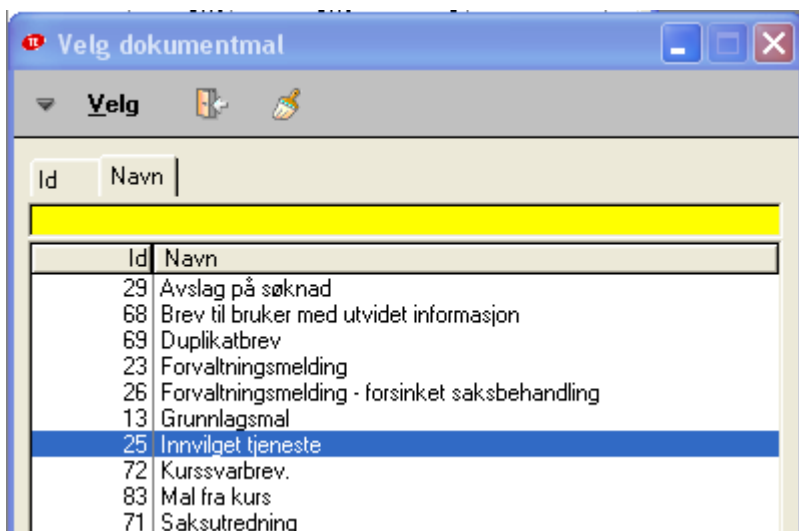 Velg dokumentmal
Velg
Id Navn
Id Navn
29 Avslag på søknad
68 Brev til bruker med utvidet informasjon
69 Duplikatbrev
23 Forvaltningsmelding
26 Forvaltningsmelding - forsinket saksbehandling
13 Grunnlagsmal
25 Innvilget tjeneste
72 Kurssvarbrev.
83 Mal fra kurs
71 Saksutredning